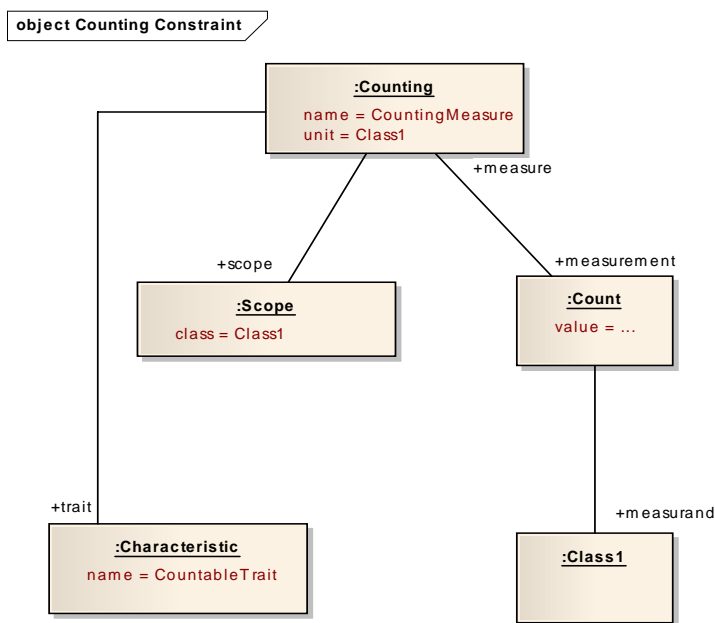 object Counting Constraint
:Counting
name = CountingMeasure
unit = Class1
+measure
+scope
+measurement
:Scope
class = Class1
:Count
value = ...
+trait
+measurand
:Characteristic
name = CountableTrait
:Class1